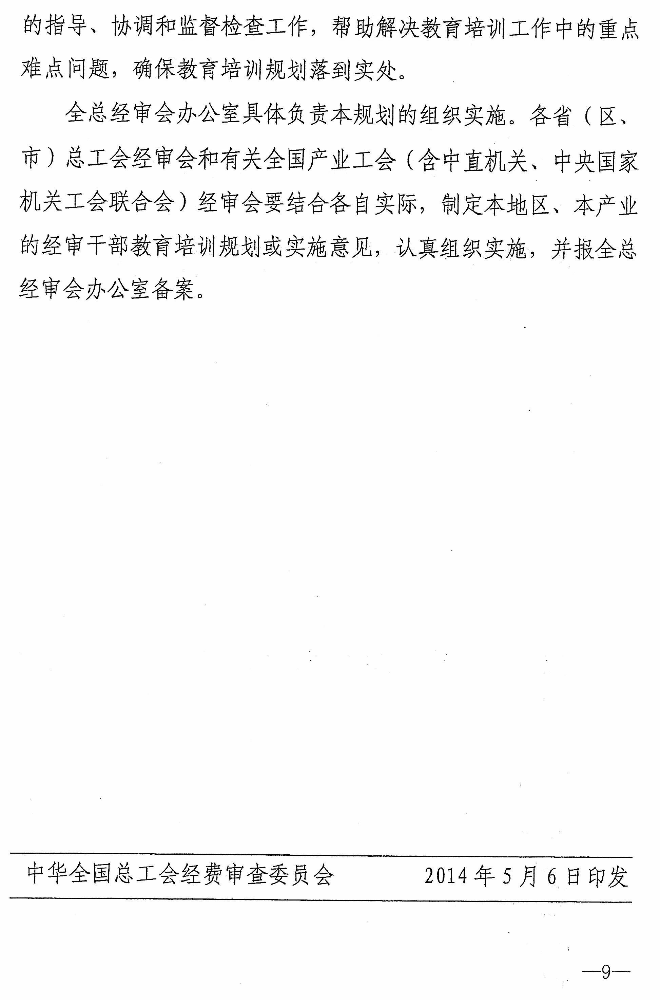 的指导、协调和监督检查工作，帮助解决教育培训工作中的重点
难点问题，确保教育培训规划落到实处。
全总经审会办公室具体负责本规划的组织实施。各省（区、
市）总工会经审会和有关全国产业工会（含中直机关、中央国家
机关工会联合会）经审会要结合各自实际，制定本地区、本产业
的经审干部教育培训规划或实施意见，认真组织实施，并报全总
经审会办公室备案。
中华全国总工会经费审查委员会 2014年5月6日印发
—9—